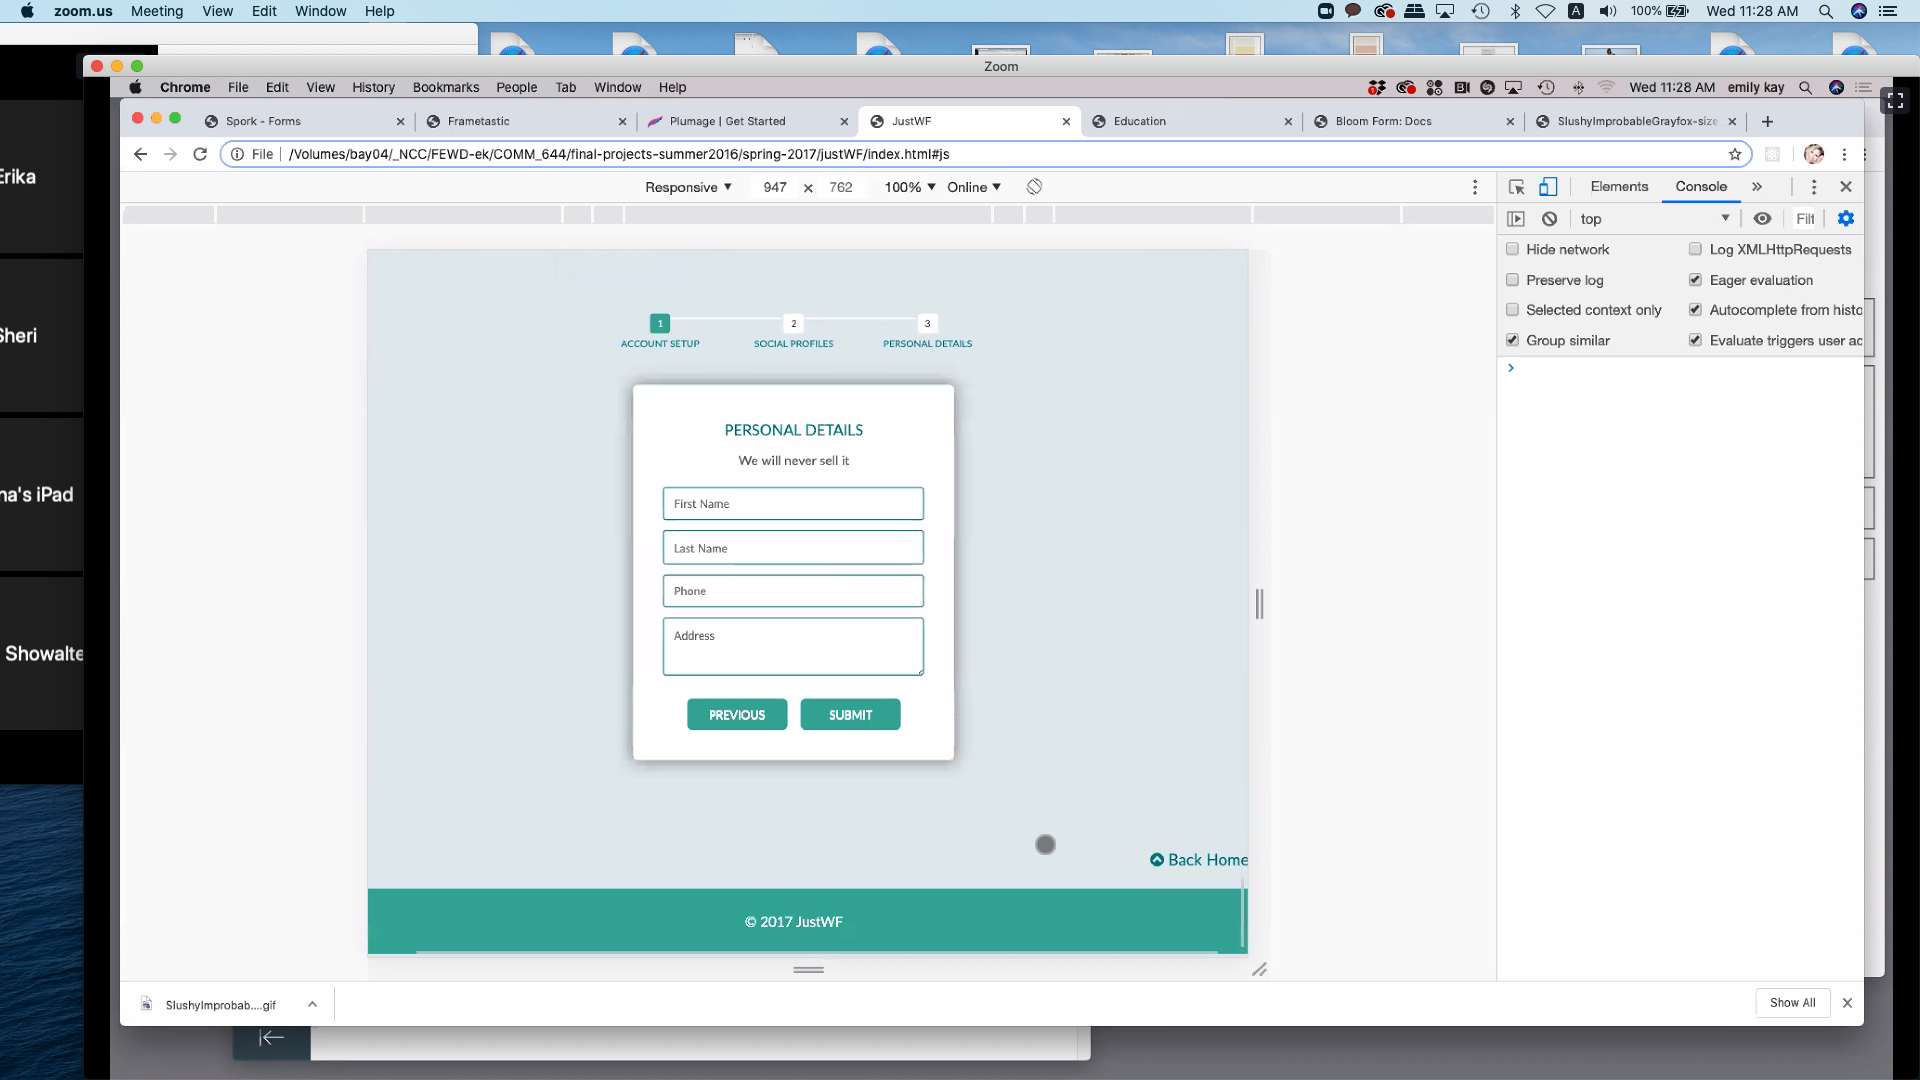 zoom.us Meeting View Edit Window Help 100% Wed 11:28 AM
Zoom
Chrome File Edit View History Bookmarks People Tab Window Help Wed 11:28 AM emily kay
Spork - Forms Frametastic Plumage | Get Started JustWF Education Bloom Form: Docs SlushyImprobableGrayfox-size
File /Volumes/bay04/_NCC/FEWD-ek/COMM_644/final-projects-summer2016/spring-2017/justWF/index.html#js
Responsive 947 × 762 100% Online
Elements Console »
top Filt
Hide network Log XMLHttpRequests
Preserve log Eager evaluation
Selected context only Autocomplete from histo
Group similar Evaluate triggers user ac
Erika
Sheri
na's iPad
Showalte
1 2 3
ACCOUNT SETUP SOCIAL PROFILES PERSONAL DETAILS
PERSONAL DETAILS
We will never sell it
First Name
Last Name
Phone
Address
PREVIOUS SUBMIT
Back Home
© 2017 JustWF
SlushyImprobab....gif Show All